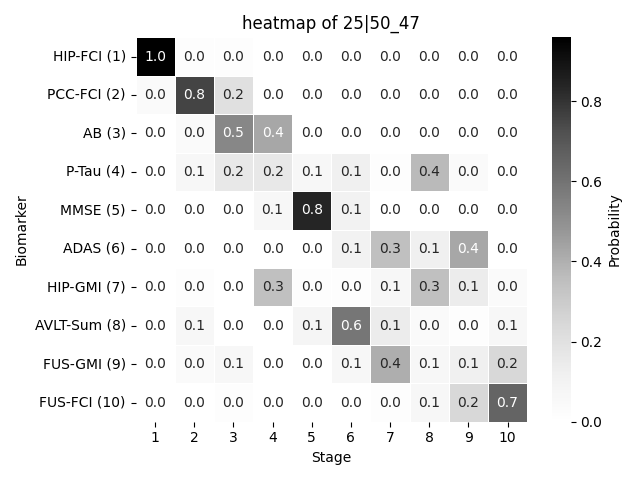 heatmap of 25|50_47
HIP-FCI (1) 1.0 0.0 0.0 0.0 0.0 0.0 0.0 0.0 0.0 0.0
PCC-FCI (2) 0.0 0.8 0.2 0.0 0.0 0.0 0.0 0.0 0.0 0.0
AB (3) 0.0 0.0 0.5 0.4 0.0 0.0 0.0 0.0 0.0 0.0
P-Tau (4) 0.0 0.1 0.2 0.2 0.1 0.1 0.0 0.4 0.0 0.0
MMSE (5) 0.0 0.0 0.0 0.1 0.8 0.1 0.0 0.0 0.0 0.0
ADAS (6) 0.0 0.0 0.0 0.0 0.0 0.1 0.3 0.1 0.4 0.0
HIP-GMI (7) 0.0 0.0 0.0 0.3 0.0 0.0 0.1 0.3 0.1 0.0
AVLT-Sum (8) 0.0 0.1 0.0 0.0 0.1 0.6 0.1 0.0 0.0 0.1
FUS-GMI (9) 0.0 0.0 0.1 0.0 0.0 0.1 0.4 0.1 0.1 0.2
FUS-FCI (10) 0.0 0.0 0.0 0.0 0.0 0.0 0.0 0.1 0.2 0.7
1 2 3 4 5 6 7 8 9 10
Stage
Biomarker
0.8
0.6
0.4
0.2
0.0
Probability